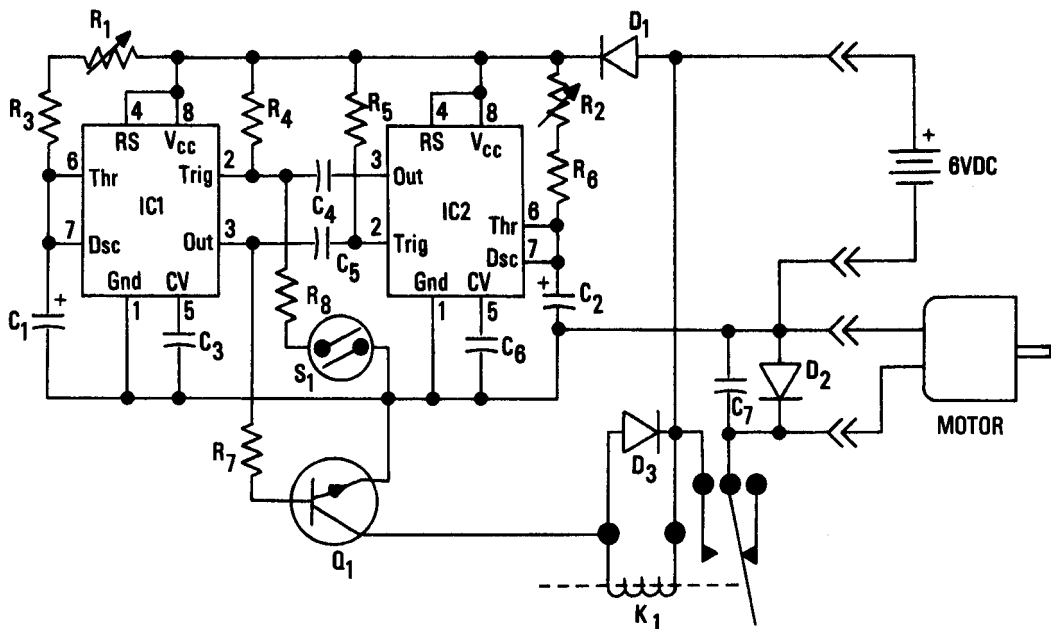 R1
D1
R3
4
8
RS
Vcc
R4
R5
4
8
RS
Vcc
R2
6
Thr
Trig
2
3
Out
+
6VDC
IC1
C4
IC2
R6
7
Dsc
Out
3
2
Trig
Thr
6
C5
Dsc
7
Gnd
CV
Gnd
CV
+
C2
C1
+
1
5
R8
1
5
C3
S1
C6
C7
D2
MOTOR
R7
D3
Q1
K1